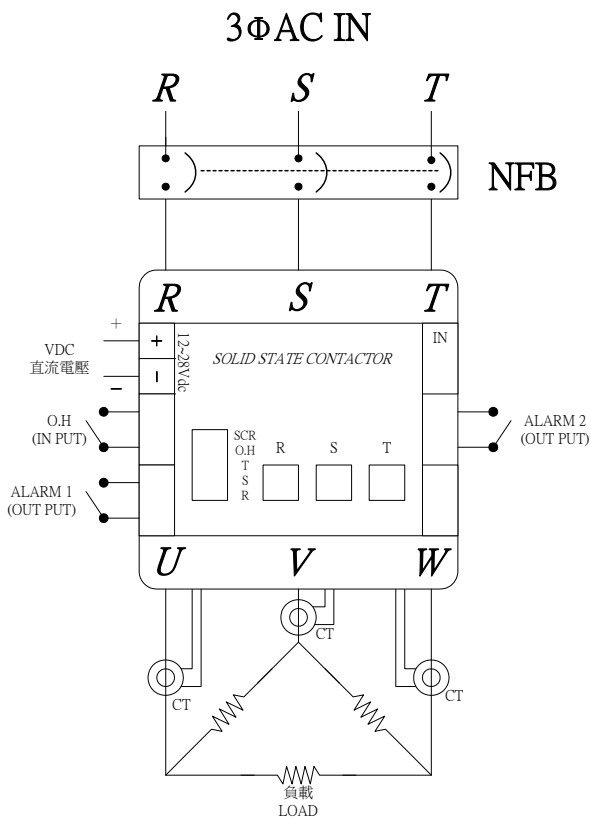 3ΦAC IN
R S T
NFB
R S T
+
VDC
直流電壓
−
+
−
12~28Vdc
SOLID STATE CONTACTOR
IN
O.H
(IN PUT)
ALARM 1
(OUT PUT)
SCR
O.H
T
S
R
R S T
ALARM 2
(OUT PUT)
U V W
CT
CT
CT
負載
LOAD